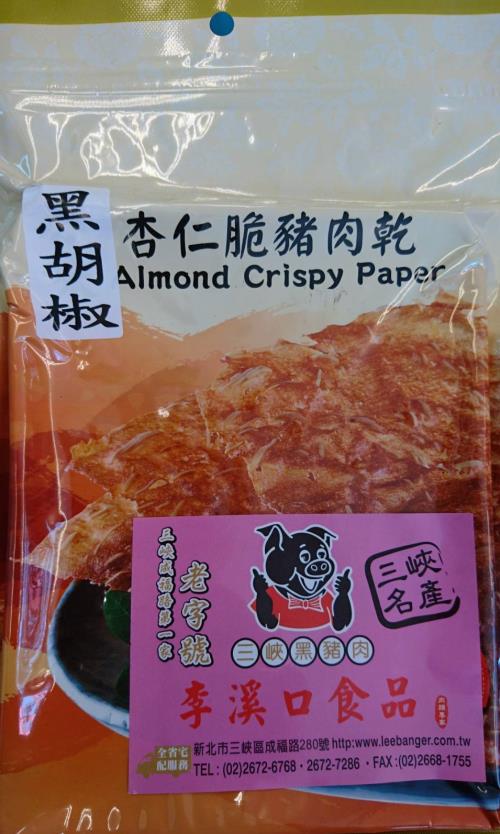 黑胡椒
杏仁脆豬肉乾
Almond Crispy Paper
三峽成福路第一家
老字號
三峽名產
三峽黑豬肉
李溪口食品
全省宅配服務
新北市三峽區成福路280號 http:www.leebanger.com.tw
TEL : (02)2672-6768・2672-7286・FAX :(02)2668-1755